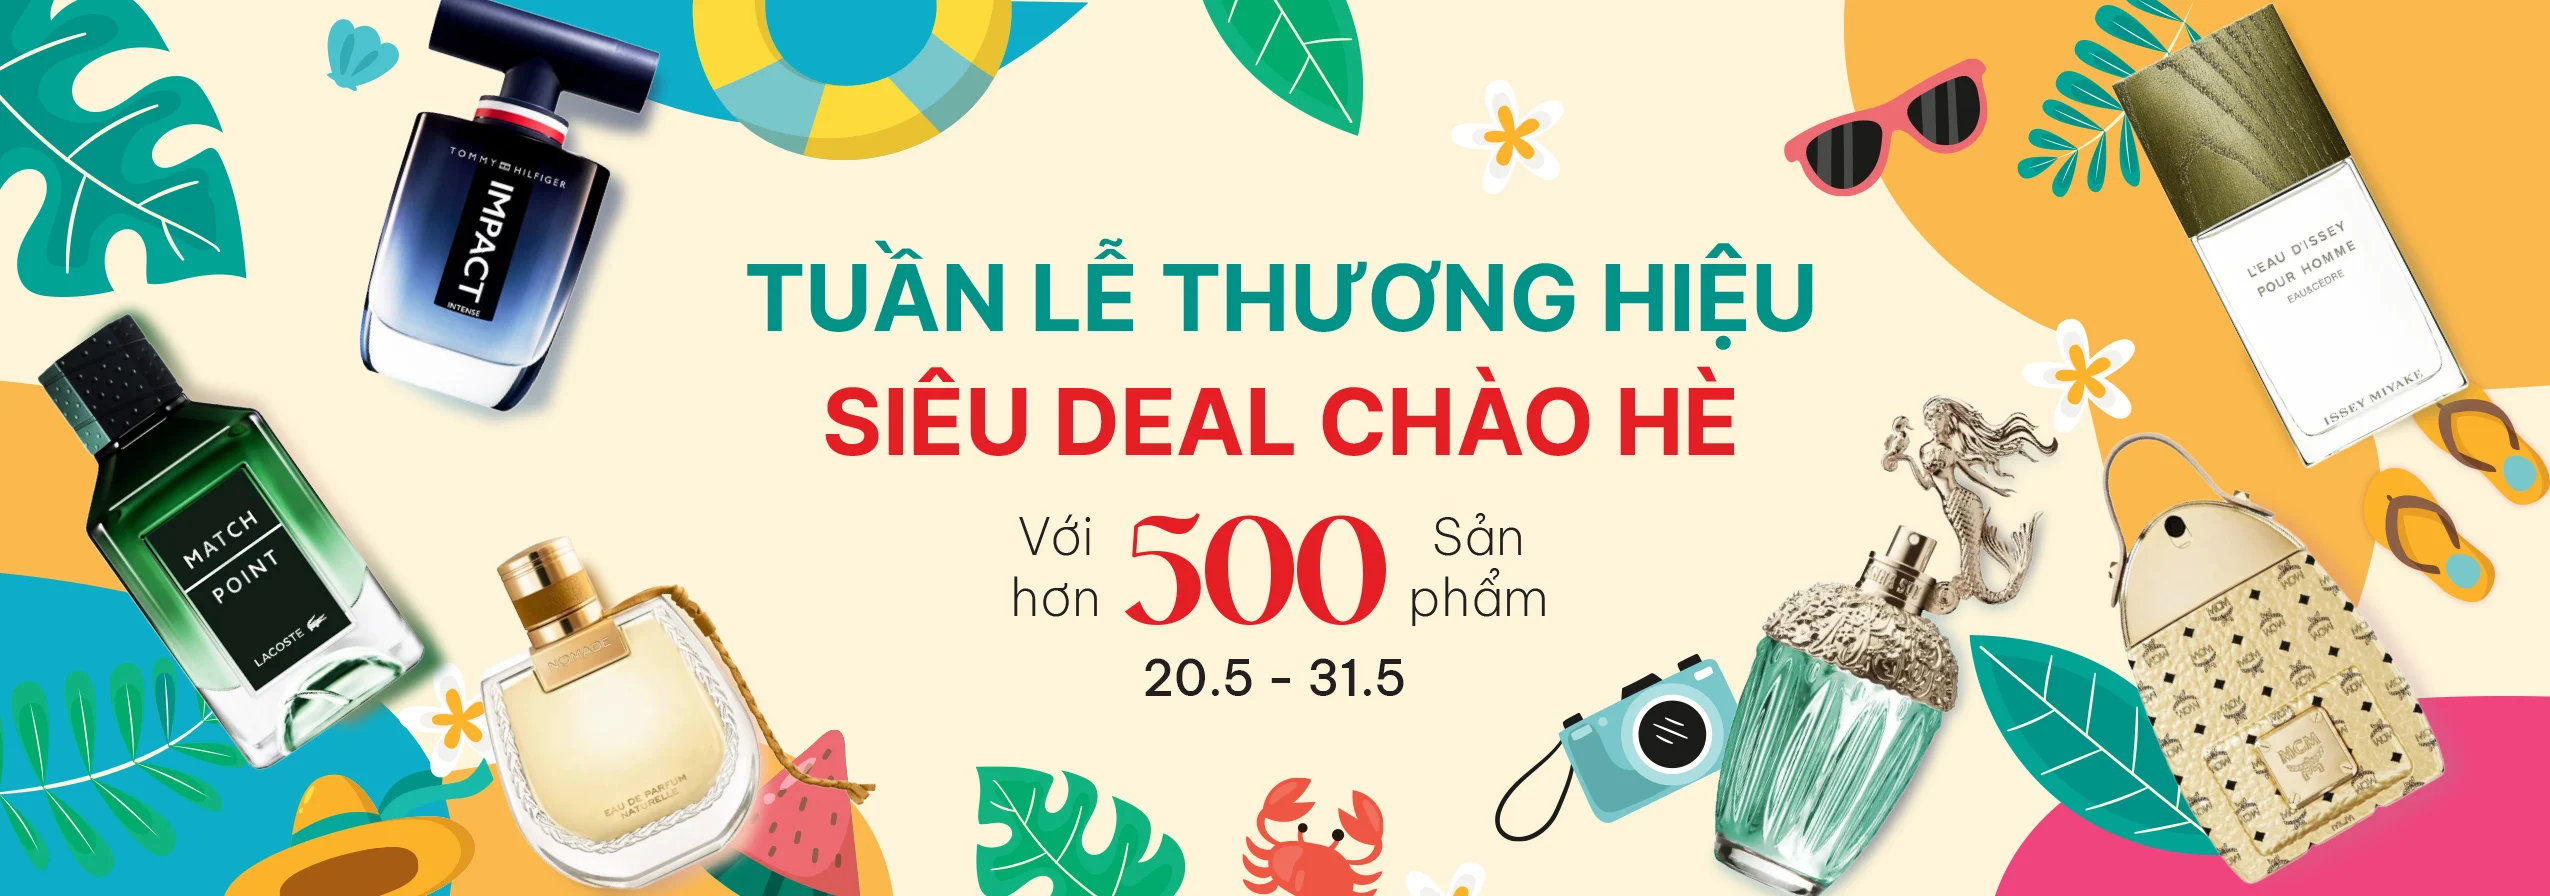 TUẦN LỄ THƯƠNG HIỆU
SIÊU DEAL CHÀO HÈ
Với hơn 500 Sản phẩm
20.5 - 31.5
TOMMY HILFIGER
IMPACT
INTENSE
MATCH
POINT
LACOSTE
NOMADE
EAU DE PARFUM
NATURELLE
L'EAU D'ISSEY
POUR HOMME
EAU&CÈDRE
ISSEY MIYAKE
MCM